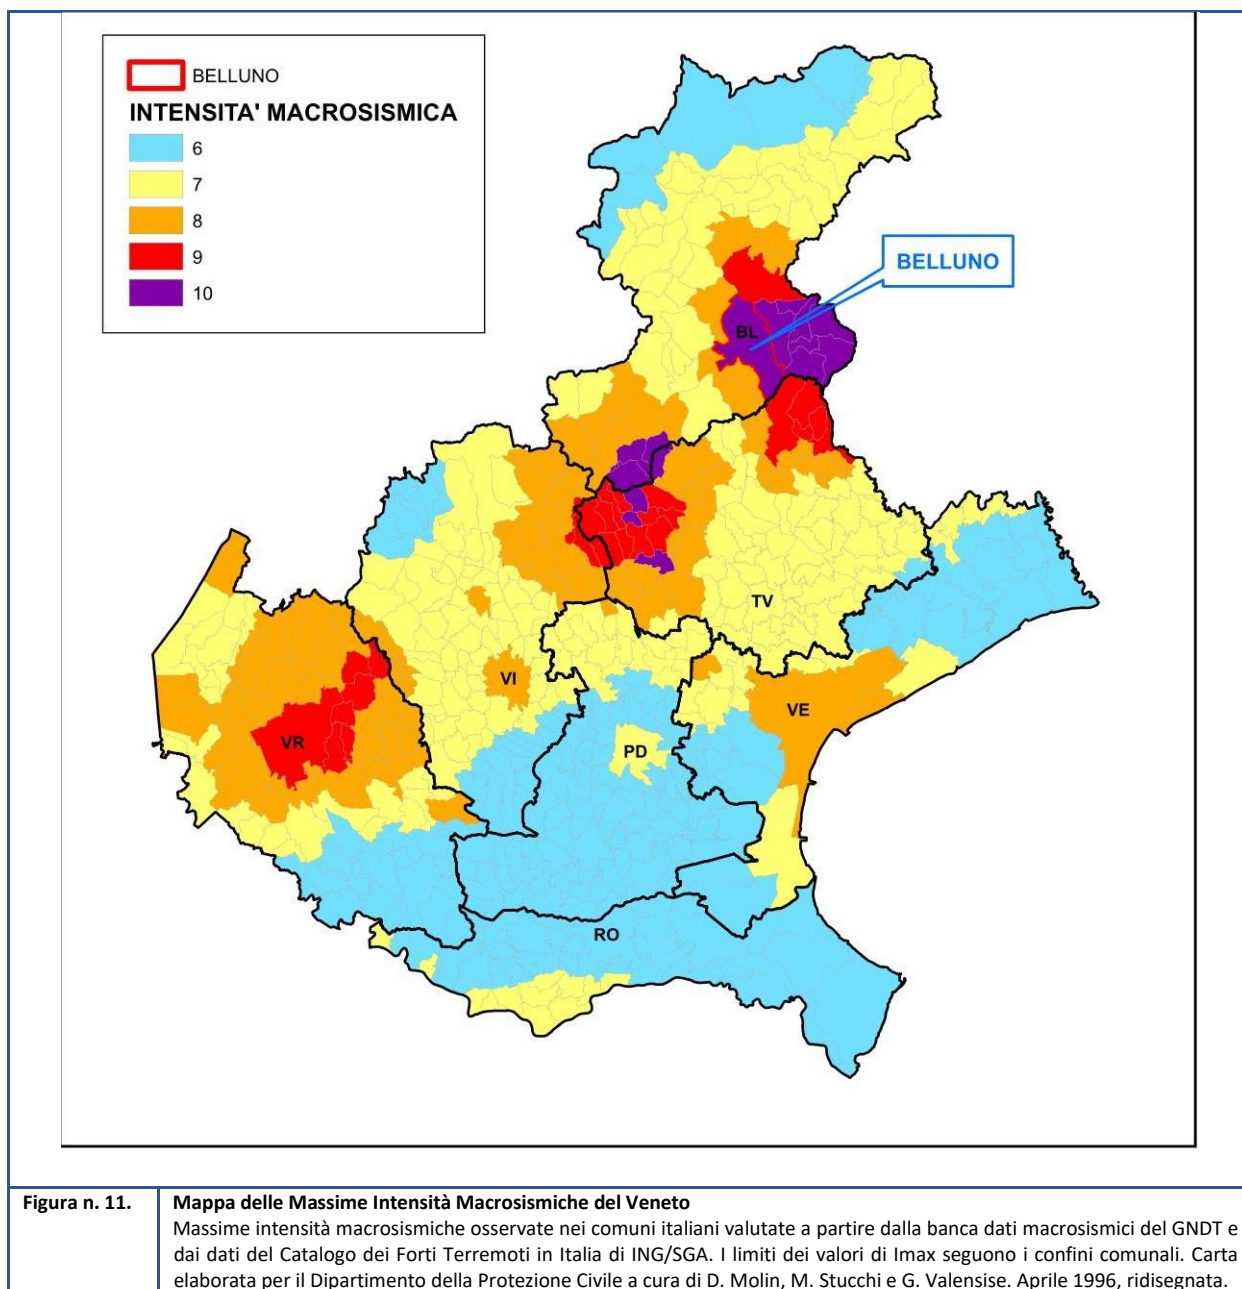 BELLUNO
INTENSITA' MACROSISMICA
6
7
8
9
10
BELLUNO
BL
TV
VI
VE
VR
PD
RO
Figura n. 11.
Mappa delle Massime Intensità Macrosismiche del Veneto
Massime intensità macrosismiche osservate nei comuni italiani valutate a partire dalla banca dati macrosismici del GNDT e
dai dati del Catalogo dei Forti Terremoti in Italia di ING/SGA. I limiti dei valori di Imax seguono i confini comunali. Carta
elaborata per il Dipartimento della Protezione Civile a cura di D. Molin, M. Stucchi e G. Valensise. Aprile 1996, ridisegnata.